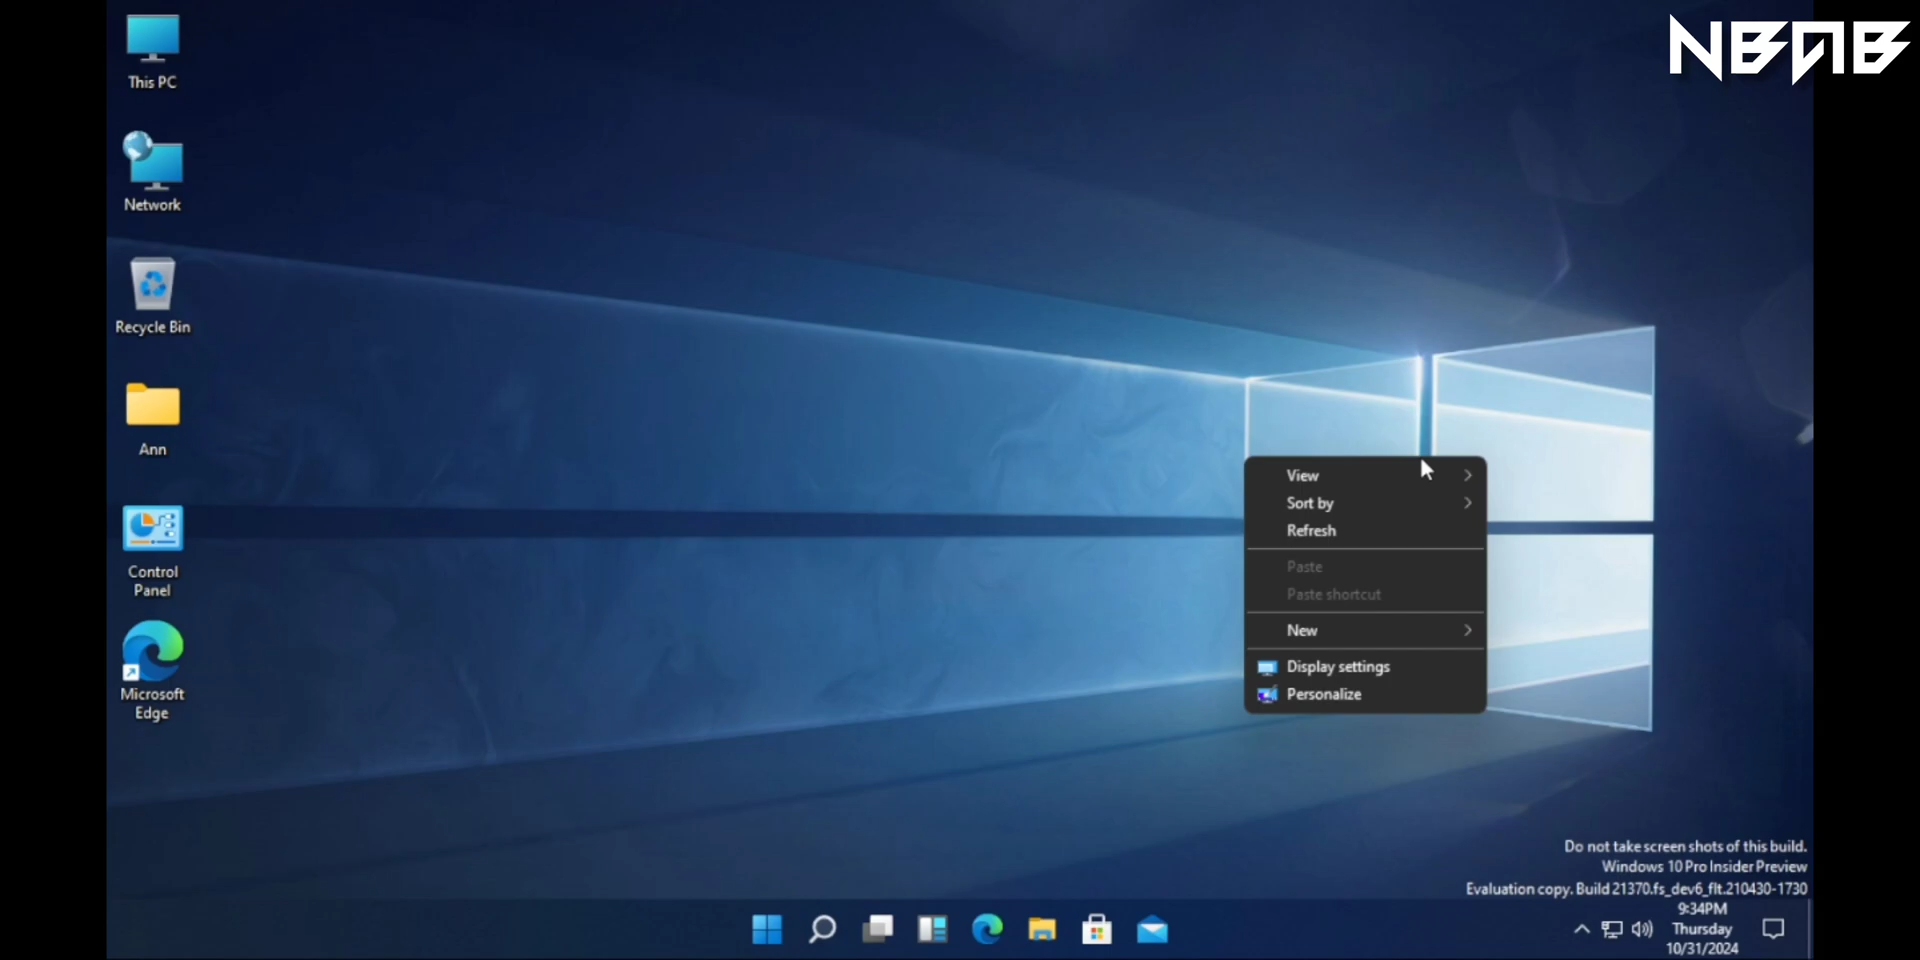 NBAB
This PC
Network
Recycle Bin
Ann
Control
Panel
Microsoft
Edge
View
Sort by
Refresh
Paste
Paste shortcut
New
Display settings
Personalize
Do not take screen shots of this build.
Windows 10 Pro Insider Preview
Evaluation copy. Build 21370.fs_dev6_flt.210430-1730
9:34PM
Thursday
10/31/2024